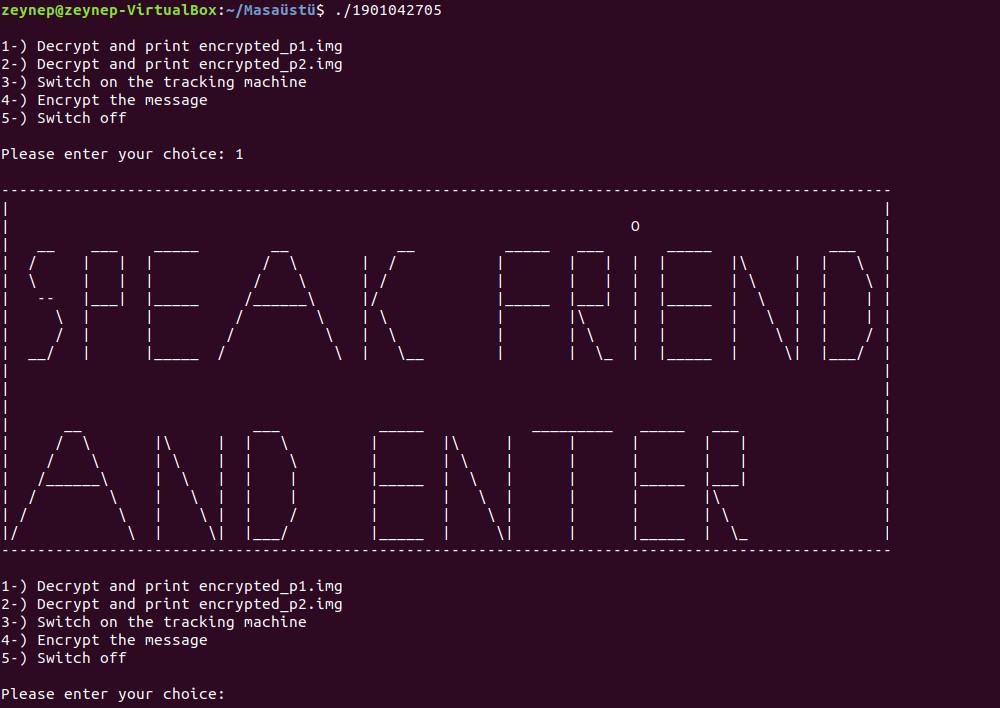 zeynep@zeynep-VirtualBox:~/Masaüstü$ ./1901042705
1-) Decrypt and print encrypted_p1.img
2-) Decrypt and print encrypted_p2.img
3-) Switch on the tracking machine
4-) Encrypt the message
5-) Switch off
Please enter your choice: 1
SPEAK FRIEND
AND ENTER
1-) Decrypt and print encrypted_p1.img
2-) Decrypt and print encrypted_p2.img
3-) Switch on the tracking machine
4-) Encrypt the message
5-) Switch off
Please enter your choice: